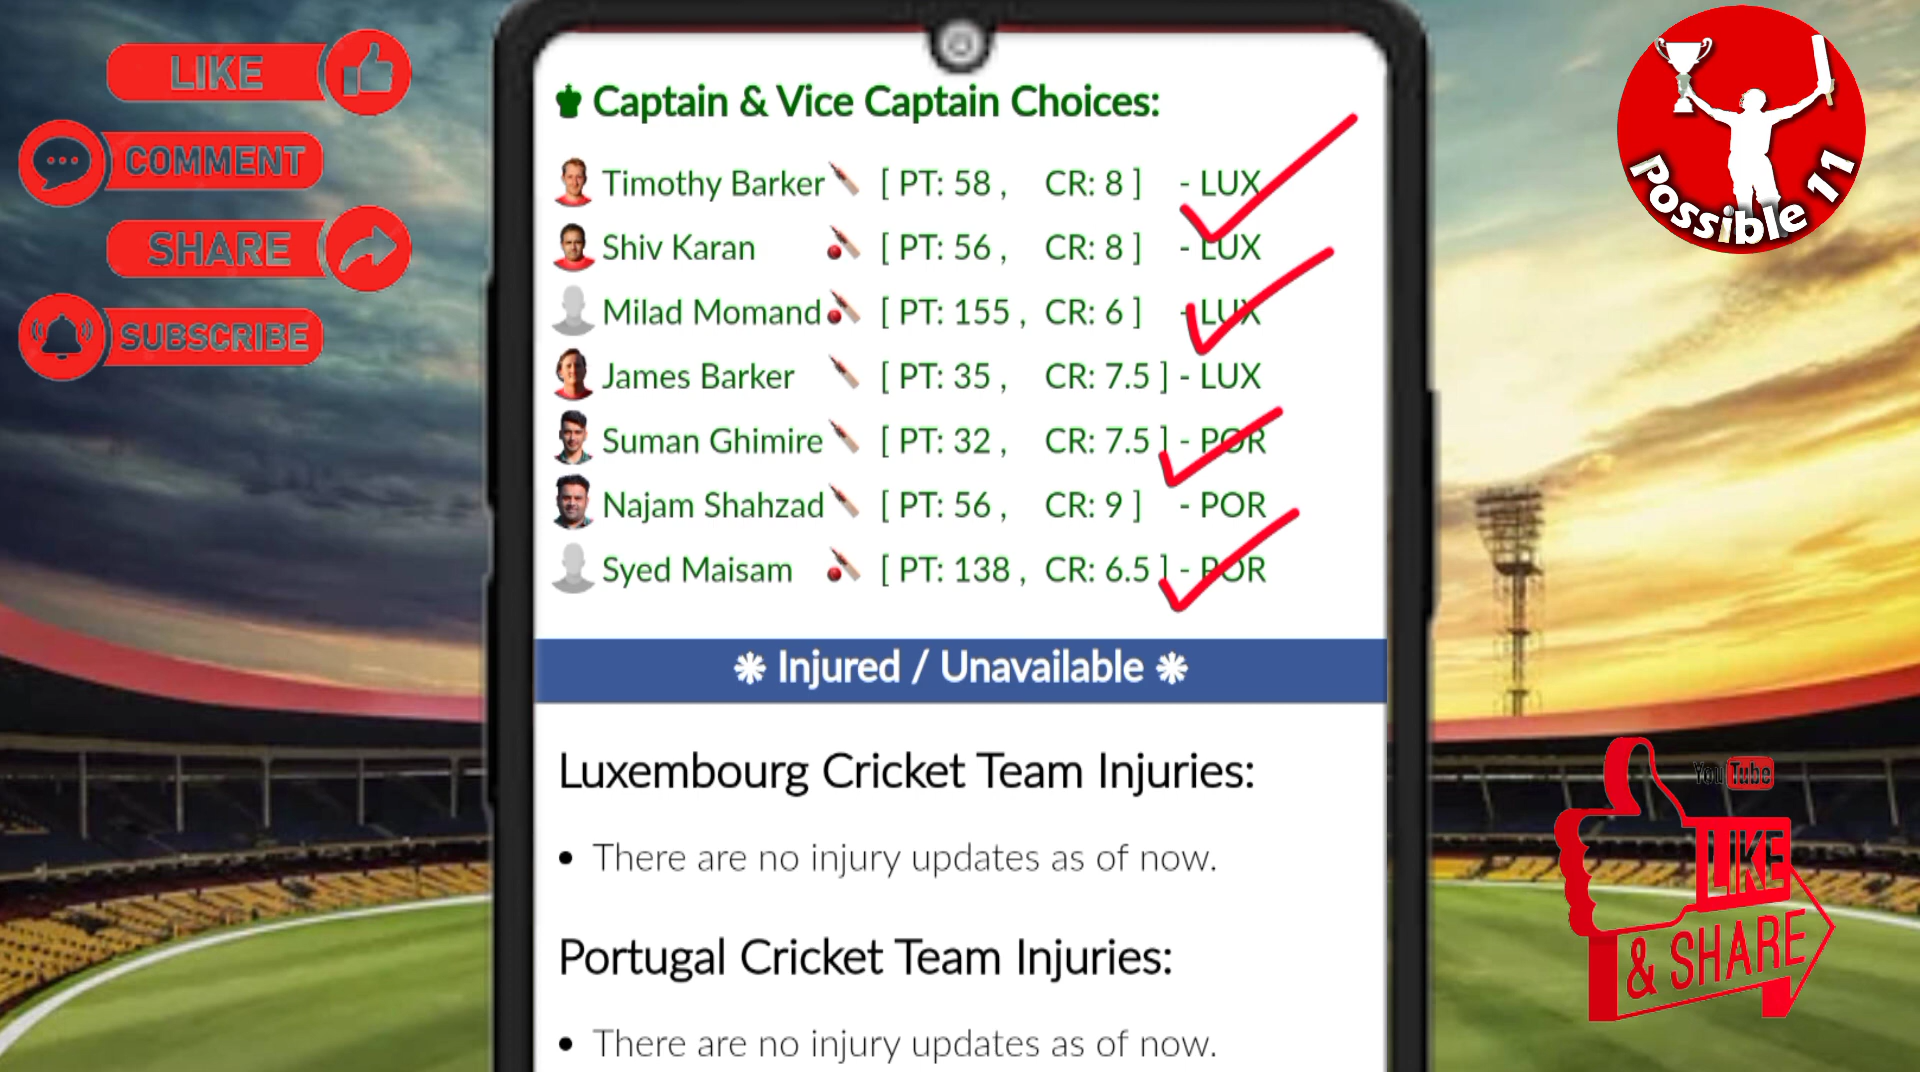 LIKE
COMMENT
SHARE
SUBSCRIBE
Captain & Vice Captain Choices:
Timothy Barker [ PT: 58 , CR: 8 ] - LUX
Shiv Karan [ PT: 56 , CR: 8 ] - LUX
Milad Momand [ PT: 155 , CR: 6 ] - LUX
James Barker [ PT: 35 , CR: 7.5 ] - LUX
Suman Ghimire [ PT: 32 , CR: 7.5 ] - POR
Najam Shahzad [ PT: 56 , CR: 9 ] - POR
Syed Maisam [ PT: 138 , CR: 6.5 ] - POR
Injured / Unavailable
Luxembourg Cricket Team Injuries:
• There are no injury updates as of now.
Portugal Cricket Team Injuries:
• There are no injury updates as of now.
Possible 11
YouTube
LIKE
& SHARE